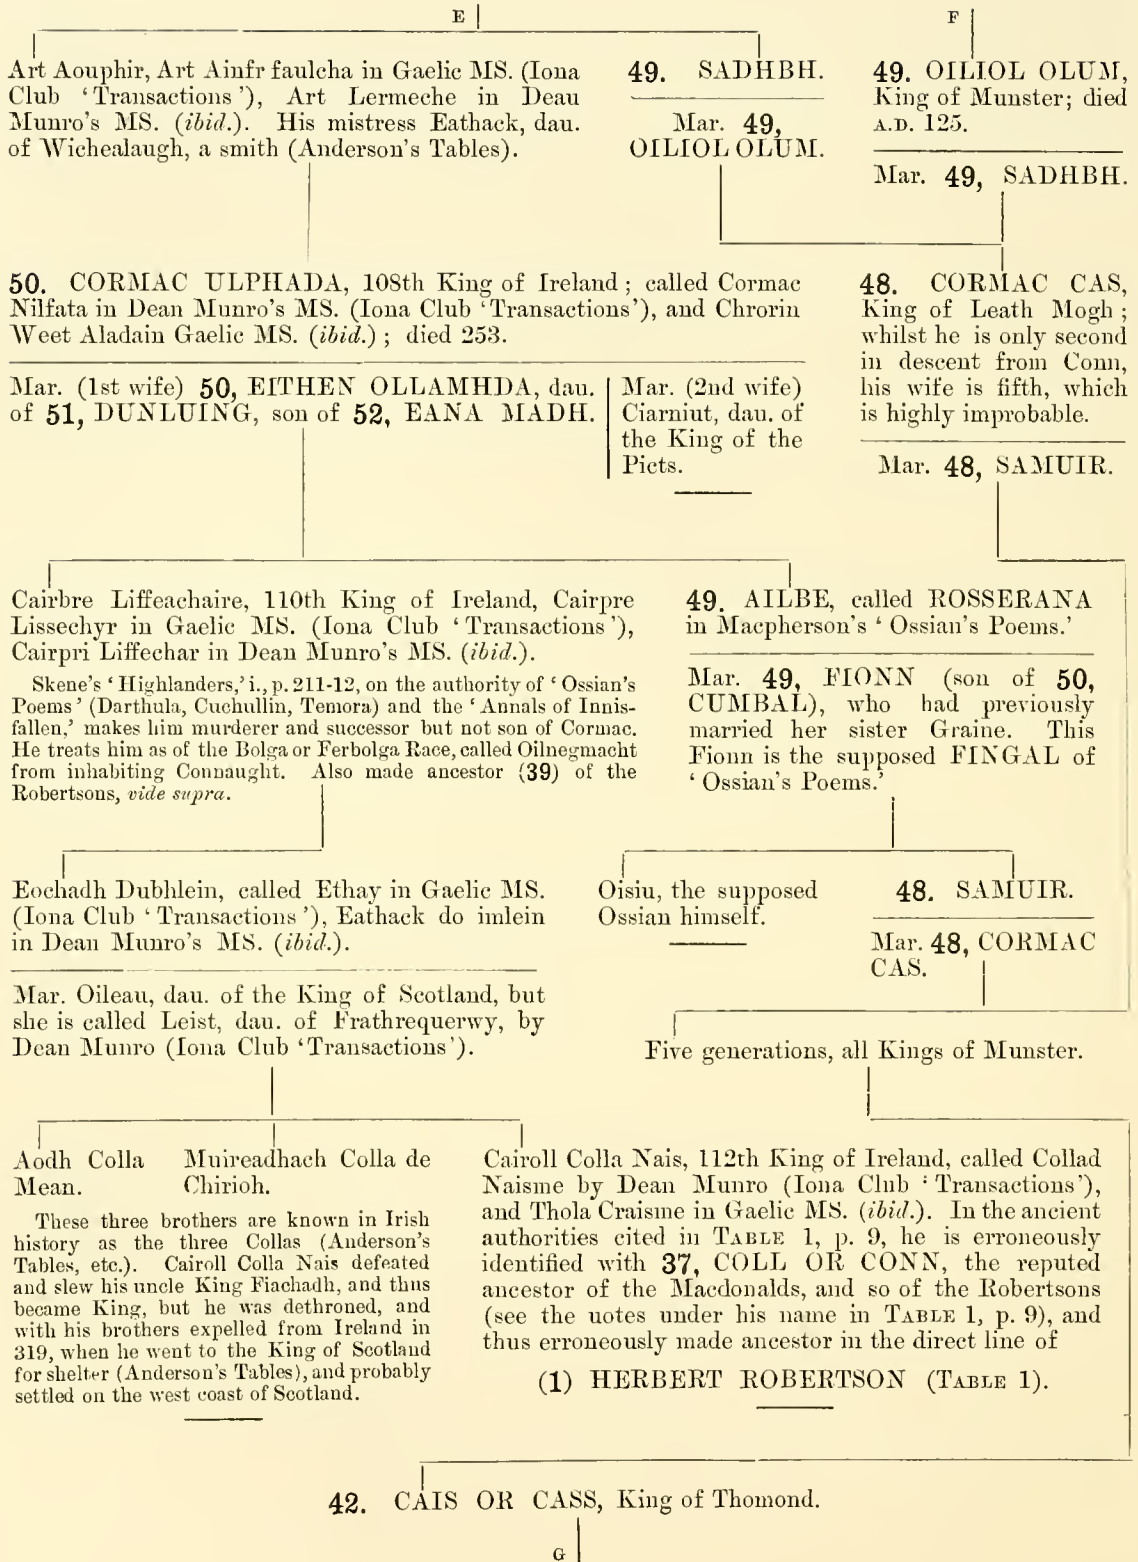 E
F
Art Aouphir, Art Ainfr faulcha in Gaelic MS. (Iona
Club ‘Transactions’), Art Lermeche in Deau
Munro's MS. (ibid.). His mistress Eathack, dau.
of Wichealaugh, a smith (Anderson's Tables).
49. SADHBH.
Mar. 49,
OILIOL OLUM.
49. OILIOL OLUM,
King of Munster; died
A.D. 125.
Mar. 49, SADHBH.
50. CORMAC ULPHADA, 108th King of Ireland; called Cormac
Nilfata in Dean Munro's MS. (Iona Club ‘Transactions’), and Chrorin
Weet Aladain Gaelic MS. (ibid.); died 253.
Mar. (1st wife) 50, EITHEN OLLAMHDA, dau.
of 51, DUNLUING, son of 52, EANA MADH.
Mar. (2nd wife)
Ciarniut, dau. of
the King of the
Picts.
48. CORMAC CAS,
King of Leath Mogh;
whilst he is only second
in descent from Conn,
his wife is fifth, which
is highly improbable.
Mar. 48, SAMUIR.
Cairbre Liffeachaire, 110th King of Ireland, Cairpre
Lissechyr in Gaelic MS. (Iona Club ‘Transactions’),
Cairpri Liffechar in Dean Munro's MS. (ibid.).
Skene's ‘Highlanders,’ i., p. 211-12, on the authority of ‘Ossian's
Poems’ (Darthula, Cuchullin, Temora) and the ‘Annals of Innis-
fallen,’ makes him murderer and successor but not son of Cormac.
He treats him as of the Bolga or Ferbolga Race, called Oilnegmacht
from inhabiting Connaught. Also made ancestor (39) of the
Robertsons, vide supra.
49. AILBE, called ROSSERANA
in Macpherson's ‘Ossian's Poems.’
Mar. 49, FIONN (son of 50,
CUMBAL), who had previously
married her sister Graine. This
Fionn is the supposed FINGAL of
‘Ossian's Poems.’
Eochadh Dubhlein, called Ethay in Gaelic MS.
(Iona Club ‘Transactions’), Eathack do imlein
in Dean Munro's MS. (ibid.).
Mar. Oileau, dau. of the King of Scotland, but
she is called Leist, dau. of Frathrequerwy, by
Dean Munro (Iona Club ‘Transactions’).
Oisiu, the supposed
Ossian himself.
48. SAMUIR.
Mar. 48, CORMAC
CAS.
Five generations, all Kings of Munster.
Aodh Colla
Mean.
Muireadhach Colla de
Chirioh.
These three brothers are known in Irish
history as the three Collas (Anderson's
Tables, etc.). Cairoll Colla Nais defeated
and slew his uncle King Fiachadh, and thus
became King, but he was dethroned, and
with his brothers expelled from Ireland in
319, when he went to the King of Scotland
for shelter (Anderson's Tables), and probably
settled on the west coast of Scotland.
Cairoll Colla Nais, 112th King of Ireland, called Collad
Naisme by Dean Munro (Iona Club ‘Transactions’),
and Thola Craisme in Gaelic MS. (ibid.). In the ancient
authorities cited in TABLE 1, p. 9, he is erroneously
identified with 37, COLL OR CONN, the reputed
ancestor of the Macdonalds, and so of the Robertsons
(see the notes under his name in TABLE 1, p. 9), and
thus erroneously made ancestor in the direct line of
(1) HERBERT ROBERTSON (TABLE 1).
42. CAIS OR CASS, King of Thomond.
G